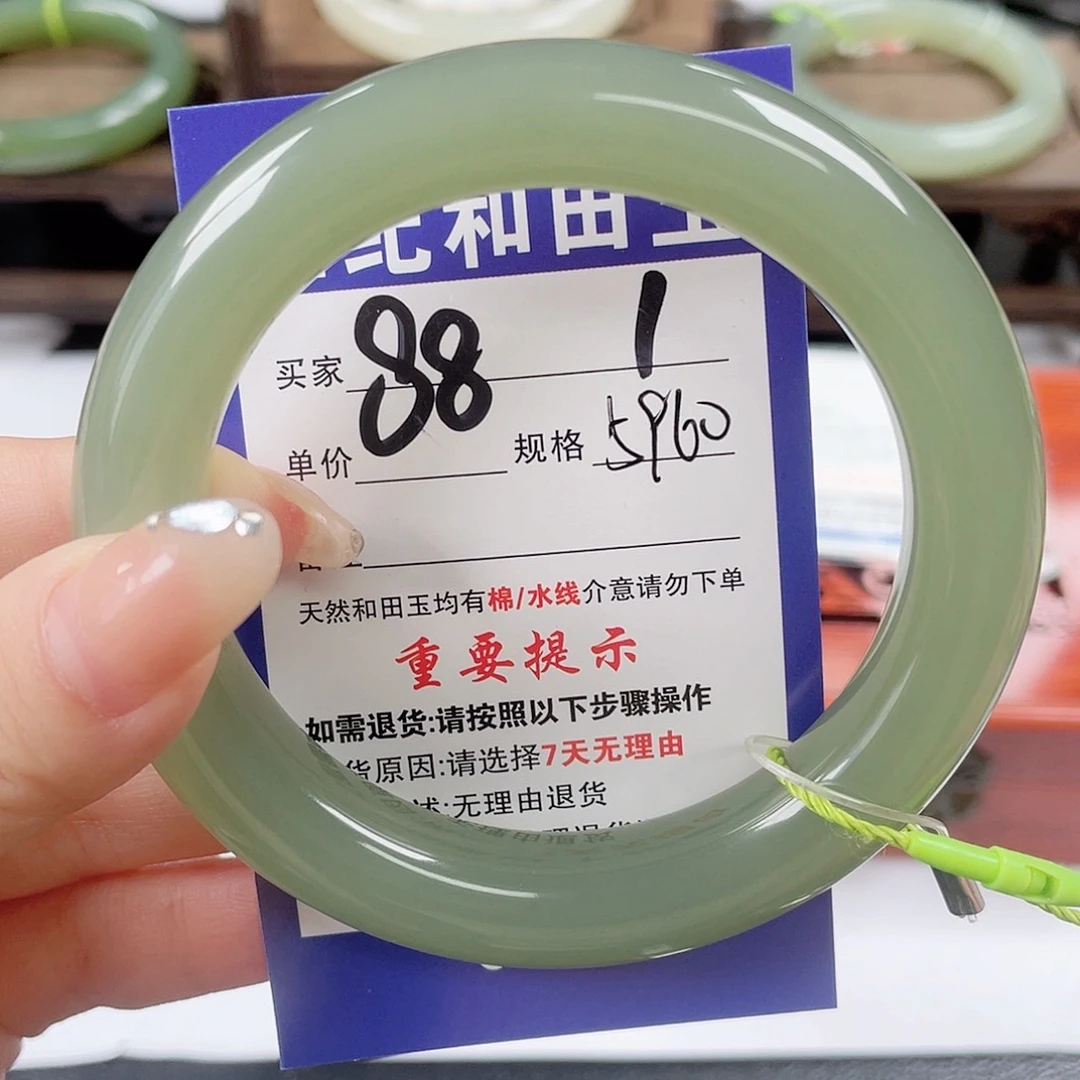 纪和田玉
买家 88 1
单价 规格 5960
天然和田玉均有棉/水线介意请勿下单
重要提示
如需退货:请按照以下步骤操作
货原因:请选择7天无理由
述:无理由退货